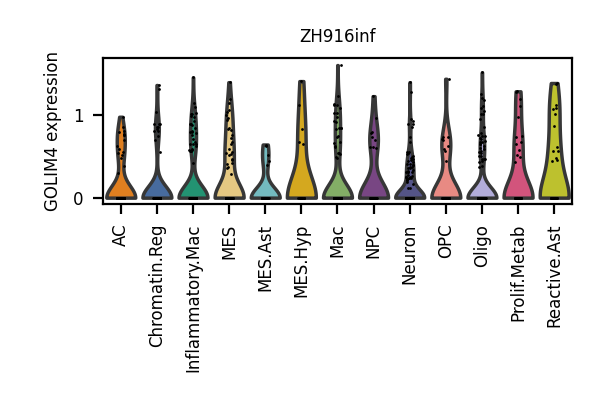 ZH916inf
GOLIM4 expression
1
0
AC
Chromatin.Reg
Inflammatory.Mac
MES
MES.Ast
MES.Hyp
Mac
NPC
Neuron
OPC
Oligo
Prolif.Metab
Reactive.Ast